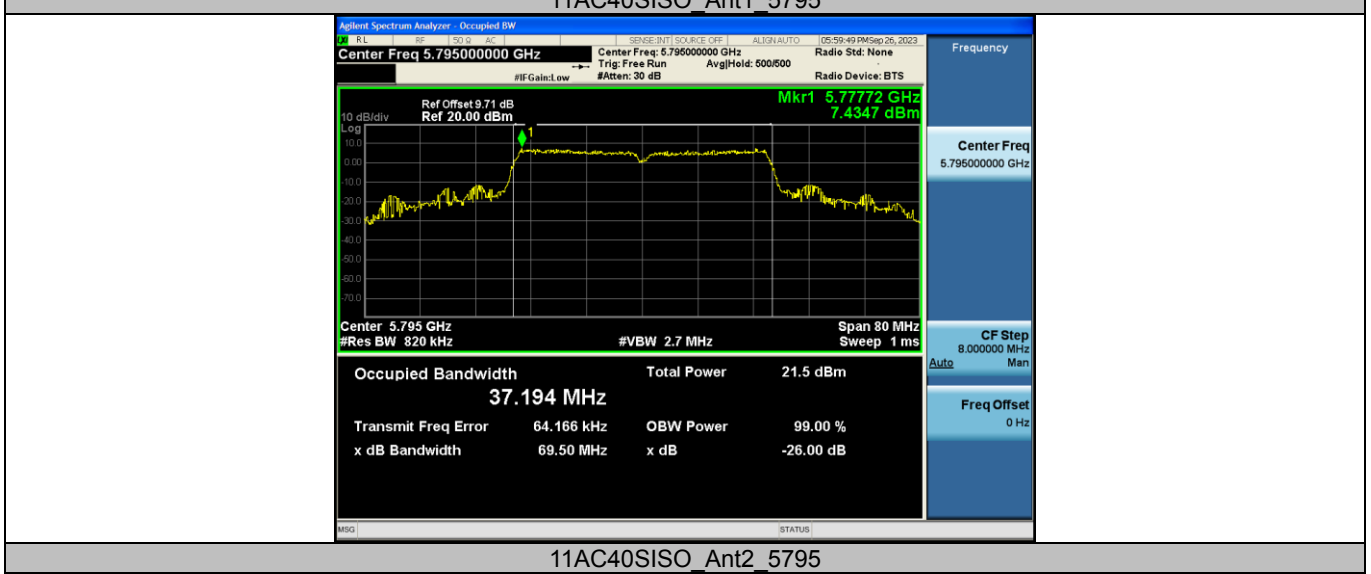 11AC40SISO_Ant1_5795
Agilent Spectrum Analyzer - Occupied BW
RL RF 50 Ω AC SENSE:INT SOURCE OFF ALIGN AUTO 05:59:49 PM Sep 26, 2023
Center Freq 5.795000000 GHz
Center Freq: 5.795000000 GHz
Radio Std: None
Trig: Free Run Avg|Hold: 500/500
#IFGain:Low #Atten: 30 dB Radio Device: BTS
Mkr1 5.77772 GHz
7.4347 dBm
Ref Offset 9.71 dB
10 dB/div Ref 20.00 dBm
Log
10.0
0.00
-10.0
-20.0
-30.0
-40.0
-50.0
-60.0
-70.0
1
Center 5.795 GHz Span 80 MHz
#Res BW 820 kHz #VBW 2.7 MHz Sweep 1 ms
Occupied Bandwidth Total Power 21.5 dBm
37.194 MHz
Transmit Freq Error 64.166 kHz OBW Power 99.00 %
x dB Bandwidth 69.50 MHz x dB -26.00 dB
MSG STATUS
Frequency
Center Freq
5.795000000 GHz
CF Step
8.000000 MHz
Auto Man
Freq Offset
0 Hz
11AC40SISO_Ant2_5795